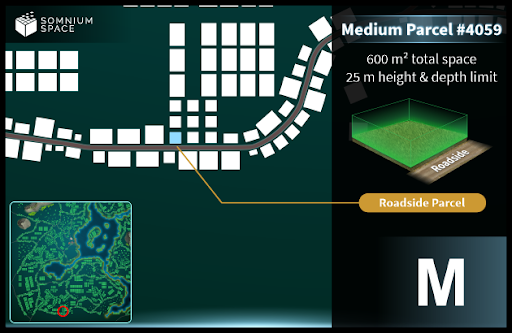 SOMNIUM
SPACE
Medium Parcel #4059
600 m² total space
25 m height & depth limit
Roadside
Roadside Parcel
M